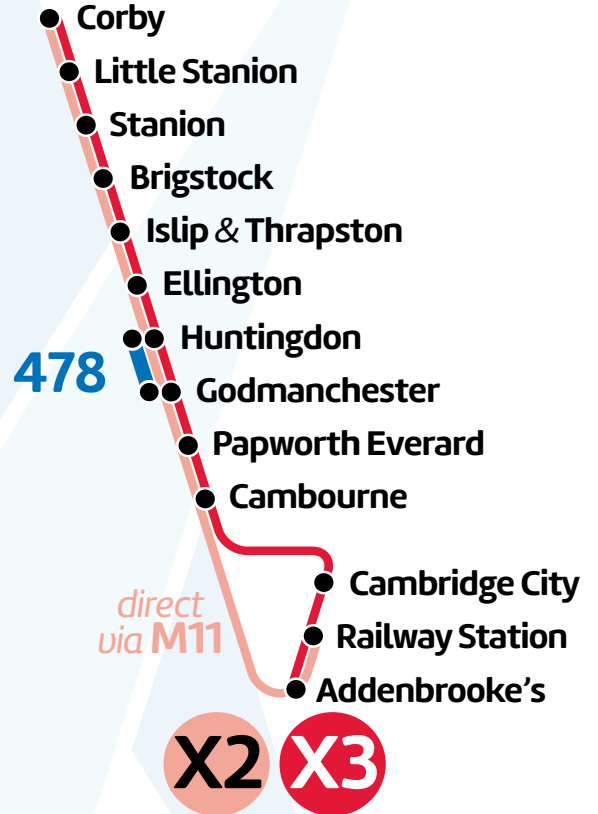 Corby
Little Stanion
Stanion
Brigstock
Islip & Thrapston
Ellington
Huntingdon
478
Godmanchester
Papworth Everard
Cambourne
Cambridge City
direct
via M11
Railway Station
Addenbrooke’s
X2 X3